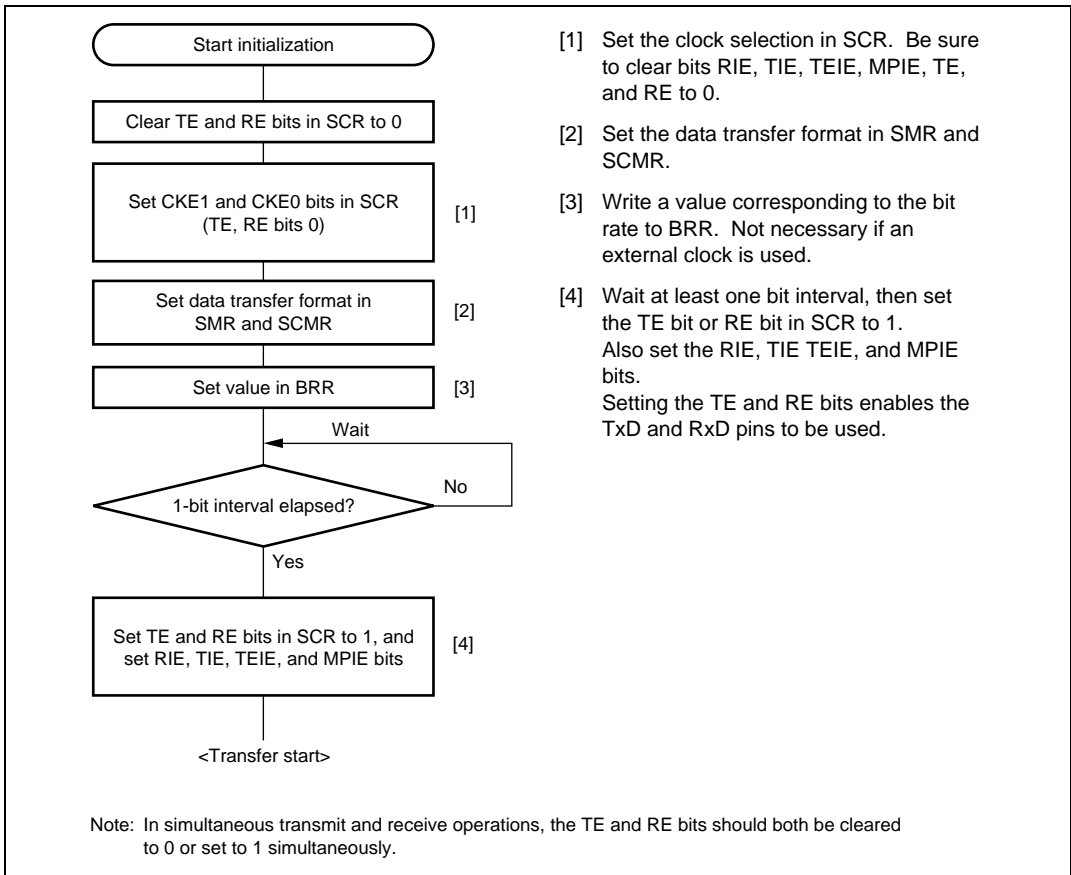 Start initialization
Clear TE and RE bits in SCR to 0
Set CKE1 and CKE0 bits in SCR
(TE, RE bits 0)
[1]
Set data transfer format in
SMR and SCMR
[2]
Set value in BRR
[3]
Wait
No
1-bit interval elapsed?
Yes
Set TE and RE bits in SCR to 1, and
set RIE, TIE, TEIE, and MPIE bits
[4]
<Transfer start>
[1] Set the clock selection in SCR. Be sure
to clear bits RIE, TIE, TEIE, MPIE, TE,
and RE to 0.
[2] Set the data transfer format in SMR and
SCMR.
[3] Write a value corresponding to the bit
rate to BRR. Not necessary if an
external clock is used.
[4] Wait at least one bit interval, then set
the TE bit or RE bit in SCR to 1.
Also set the RIE, TIE TEIE, and MPIE
bits.
Setting the TE and RE bits enables the
TxD and RxD pins to be used.
Note: In simultaneous transmit and receive operations, the TE and RE bits should both be cleared
to 0 or set to 1 simultaneously.